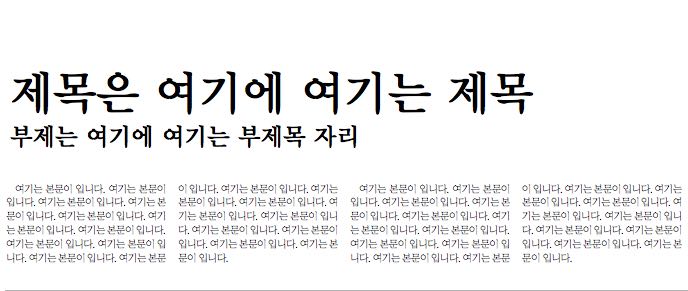 제목은 여기에 여기는 제목
부제는 여기에 여기는 부제목 자리
여기는 본문이 입니다. 여기는 본문이
입니다. 여기는 본문이 입니다. 여기는 본
문이 입니다. 여기는 본문이 입니다. 여기
는 본문이 입니다. 여기는 본문이 입니다.
여기는 본문이 입니다. 여기는 본문이 입
니다. 여기는 본문이 입니다. 여기는 본문
이 입니다. 여기는 본문이 입니다. 여기는
본문이 입니다. 여기는 본문이 입니다. 여
기는 본문이 입니다. 여기는 본문이 입니
다. 여기는 본문이 입니다. 여기는 본문이
입니다. 여기는 본문이 입니다. 여기는 본
문이 입니다.
여기는 본문이 입니다. 여기는 본문이
입니다. 여기는 본문이 입니다. 여기는 본
문이 입니다. 여기는 본문이 입니다. 여기
는 본문이 입니다. 여기는 본문이 입니다.
여기는 본문이 입니다. 여기는 본문이 입
니다. 여기는 본문이 입니다. 여기는 본문
이 입니다. 여기는 본문이 입니다. 여기는
본문이 입니다. 여기는 본문이 입니다. 여
기는 본문이 입니다. 여기는 본문이 입니
다. 여기는 본문이 입니다. 여기는 본문이
입니다. 여기는 본문이 입니다. 여기는 본
문이 입니다.